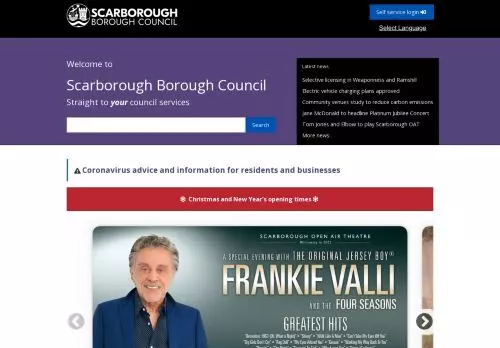 SCARBOROUGH
BOROUGH COUNCIL
Self service login
Select Language
Welcome to
Scarborough Borough Council
Straight to your council services
Search
Latest news
Selective licensing in Weaponness and Ramshill
Electric vehicle charging plans approved
Community venues study to reduce carbon emissions
Jane McDonald to headline Platinum Jubilee Concert
Tom Jones and Elbow to play Scarborough OAT
More news
Coronavirus advice and information for residents and businesses
Christmas and New Year's opening times
SCARBOROUGH OPEN AIR THEATRE
A SPECIAL EVENING WITH THE ORIGINAL JERSEY BOY
FRANKIE VALLI
AND THE FOUR SEASONS
GREATEST HITS